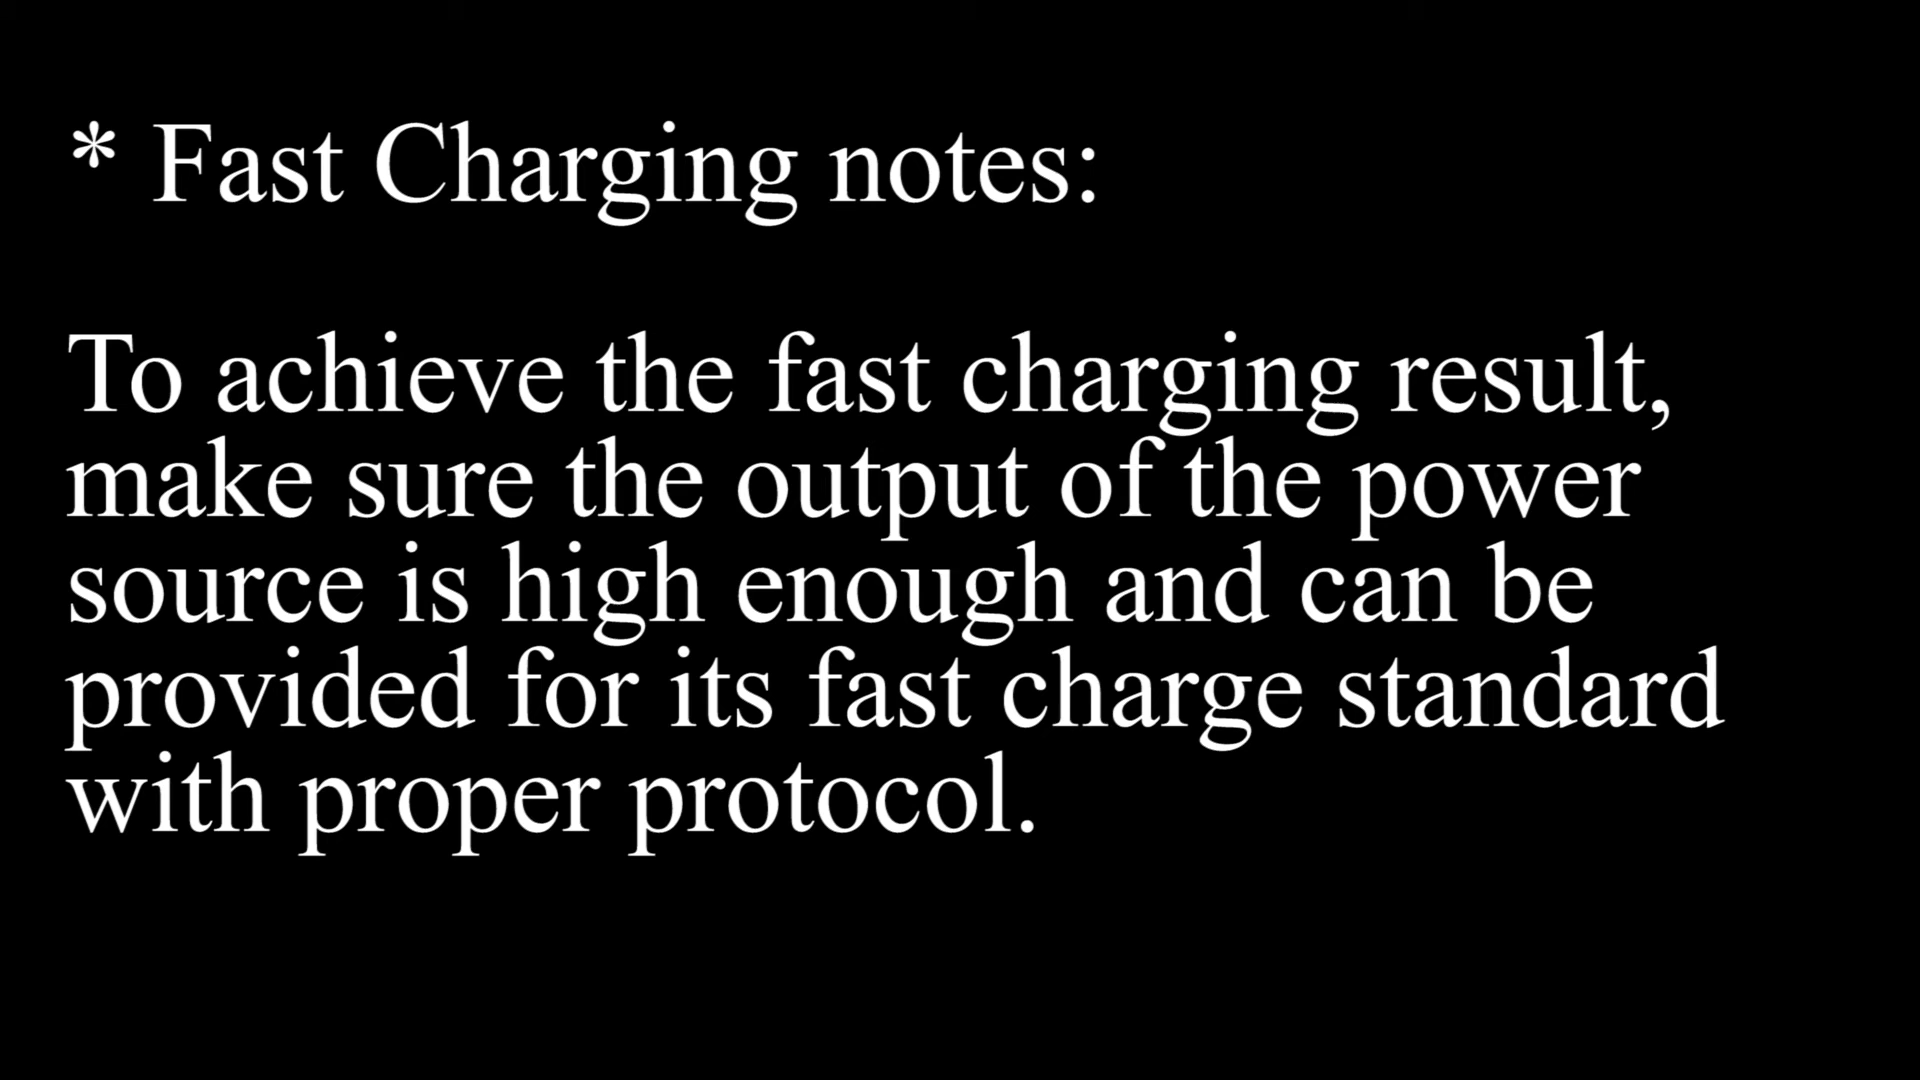 * Fast Charging notes:
To achieve the fast charging result,
make sure the output of the power
source is high enough and can be
provided for its fast charge standard
with proper protocol.